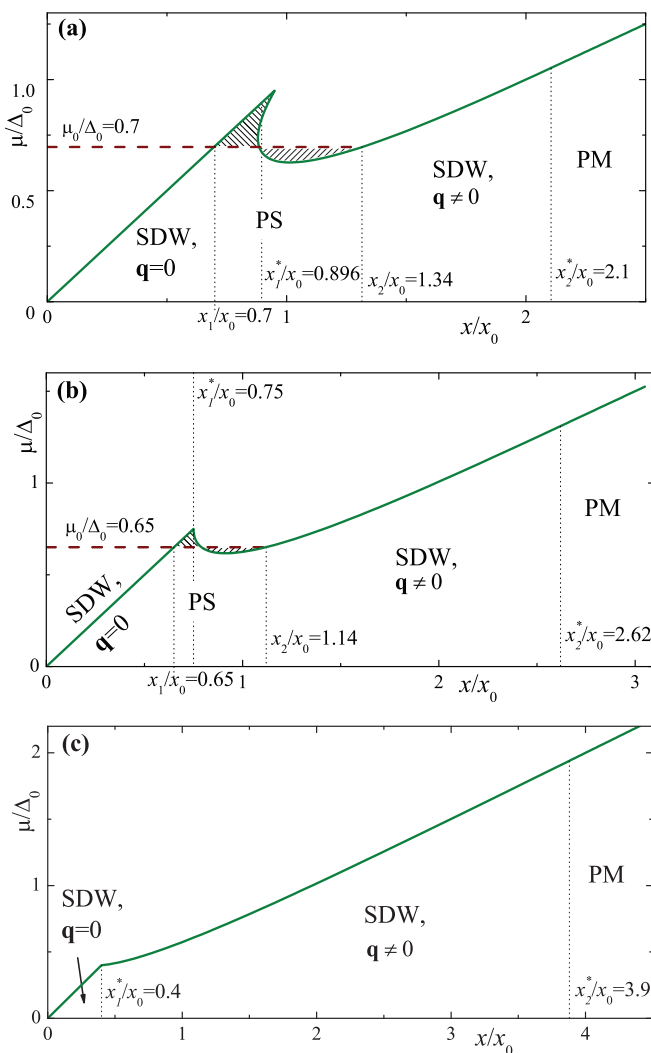 (a)
μ/Δ₀
1.0
0.5
0
μ₀/Δ₀=0.7
SDW,
q=0
PS
SDW,
q ≠ 0
PM
x₁*/x₀=0.896
x₂/x₀=1.34
x₂*/x₀=2.1
x₁/x₀=0.7
0
1
2
x/x₀
(b)
μ/Δ₀
1
0
x₁*/x₀=0.75
μ₀/Δ₀=0.65
SDW,
q=0
PS
SDW,
q ≠ 0
PM
x₂/x₀=1.14
x₂*/x₀=2.62
x₁/x₀=0.65
0
1
2
3
x/x₀
(c)
μ/Δ₀
2
1
0
SDW,
q=0
SDW,
q ≠ 0
PM
x₁*/x₀=0.4
x₂*/x₀=3.9
0
1
2
3
4
x/x₀